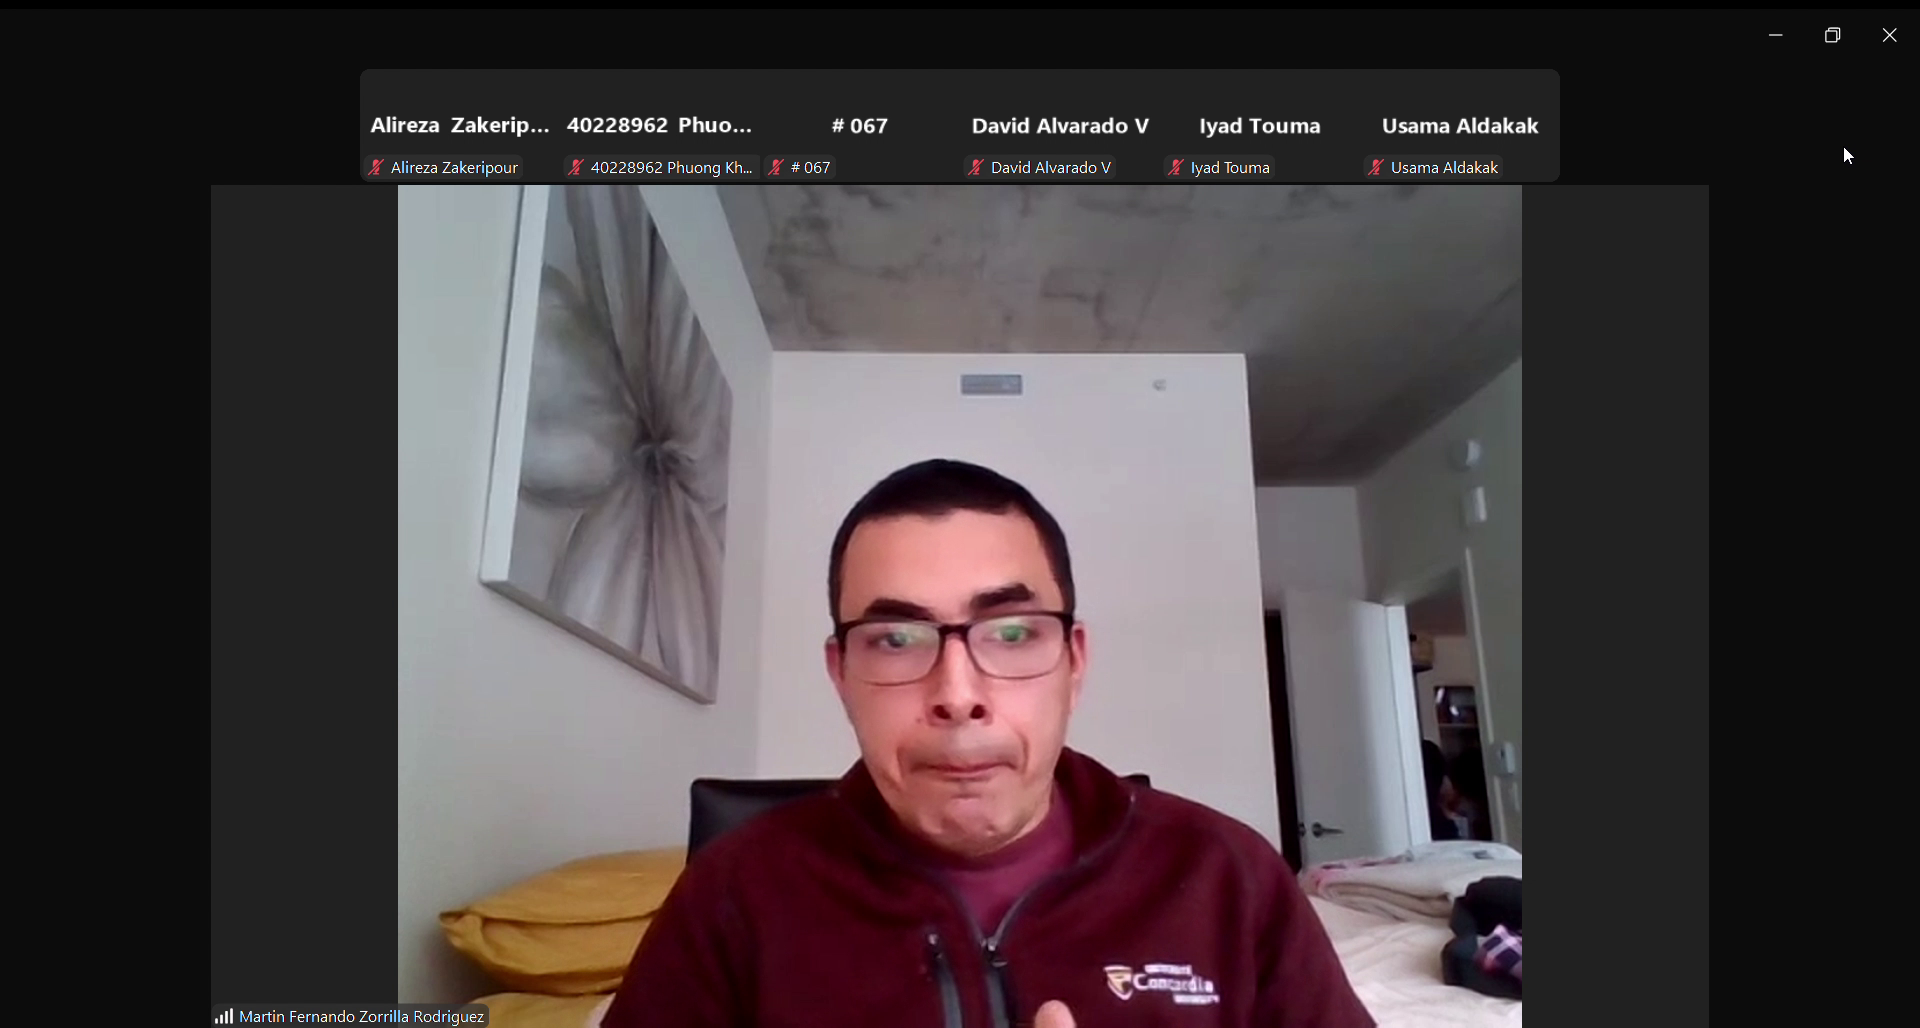 Alireza Zakerip...
40228962 Phuo...
# 067
David Alvarado V
Iyad Touma
Usama Aldakak
Alireza Zakeripour
40228962 Phuong Kh...
# 067
David Alvarado V
Iyad Touma
Usama Aldakak
Concordia
Martin Fernando Zorrilla Rodriguez